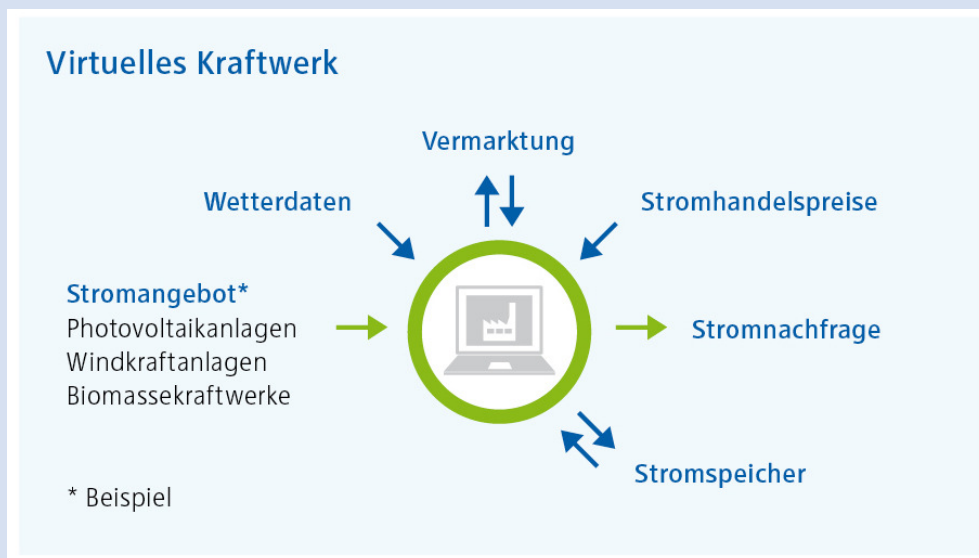 Virtuelles Kraftwerk
Vermarktung
Wetterdaten
Stromhandelspreise
Stromangebot*
Photovoltaikanlagen
Windkraftanlagen
Biomassekraftwerke
Stromnachfrage
Stromspeicher
* Beispiel